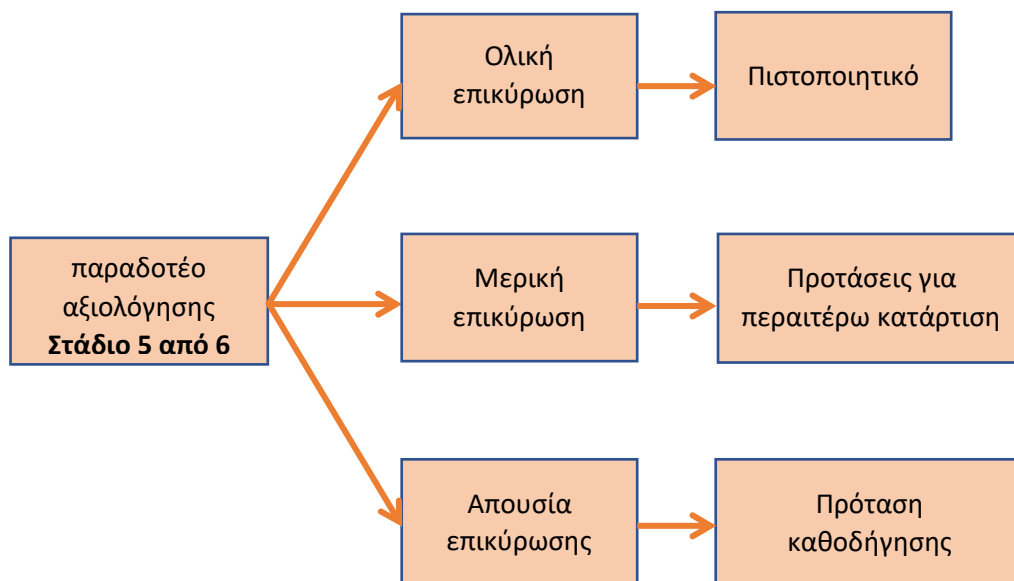 Ολική
επικύρωση
Πιστοποιητικό
παραδοτέο
αξιολόγησης
Στάδιο 5 από 6
Μερική
επικύρωση
Προτάσεις για
περαιτέρω κατάρτιση
Απουσία
επικύρωσης
Πρόταση
καθοδήγησης